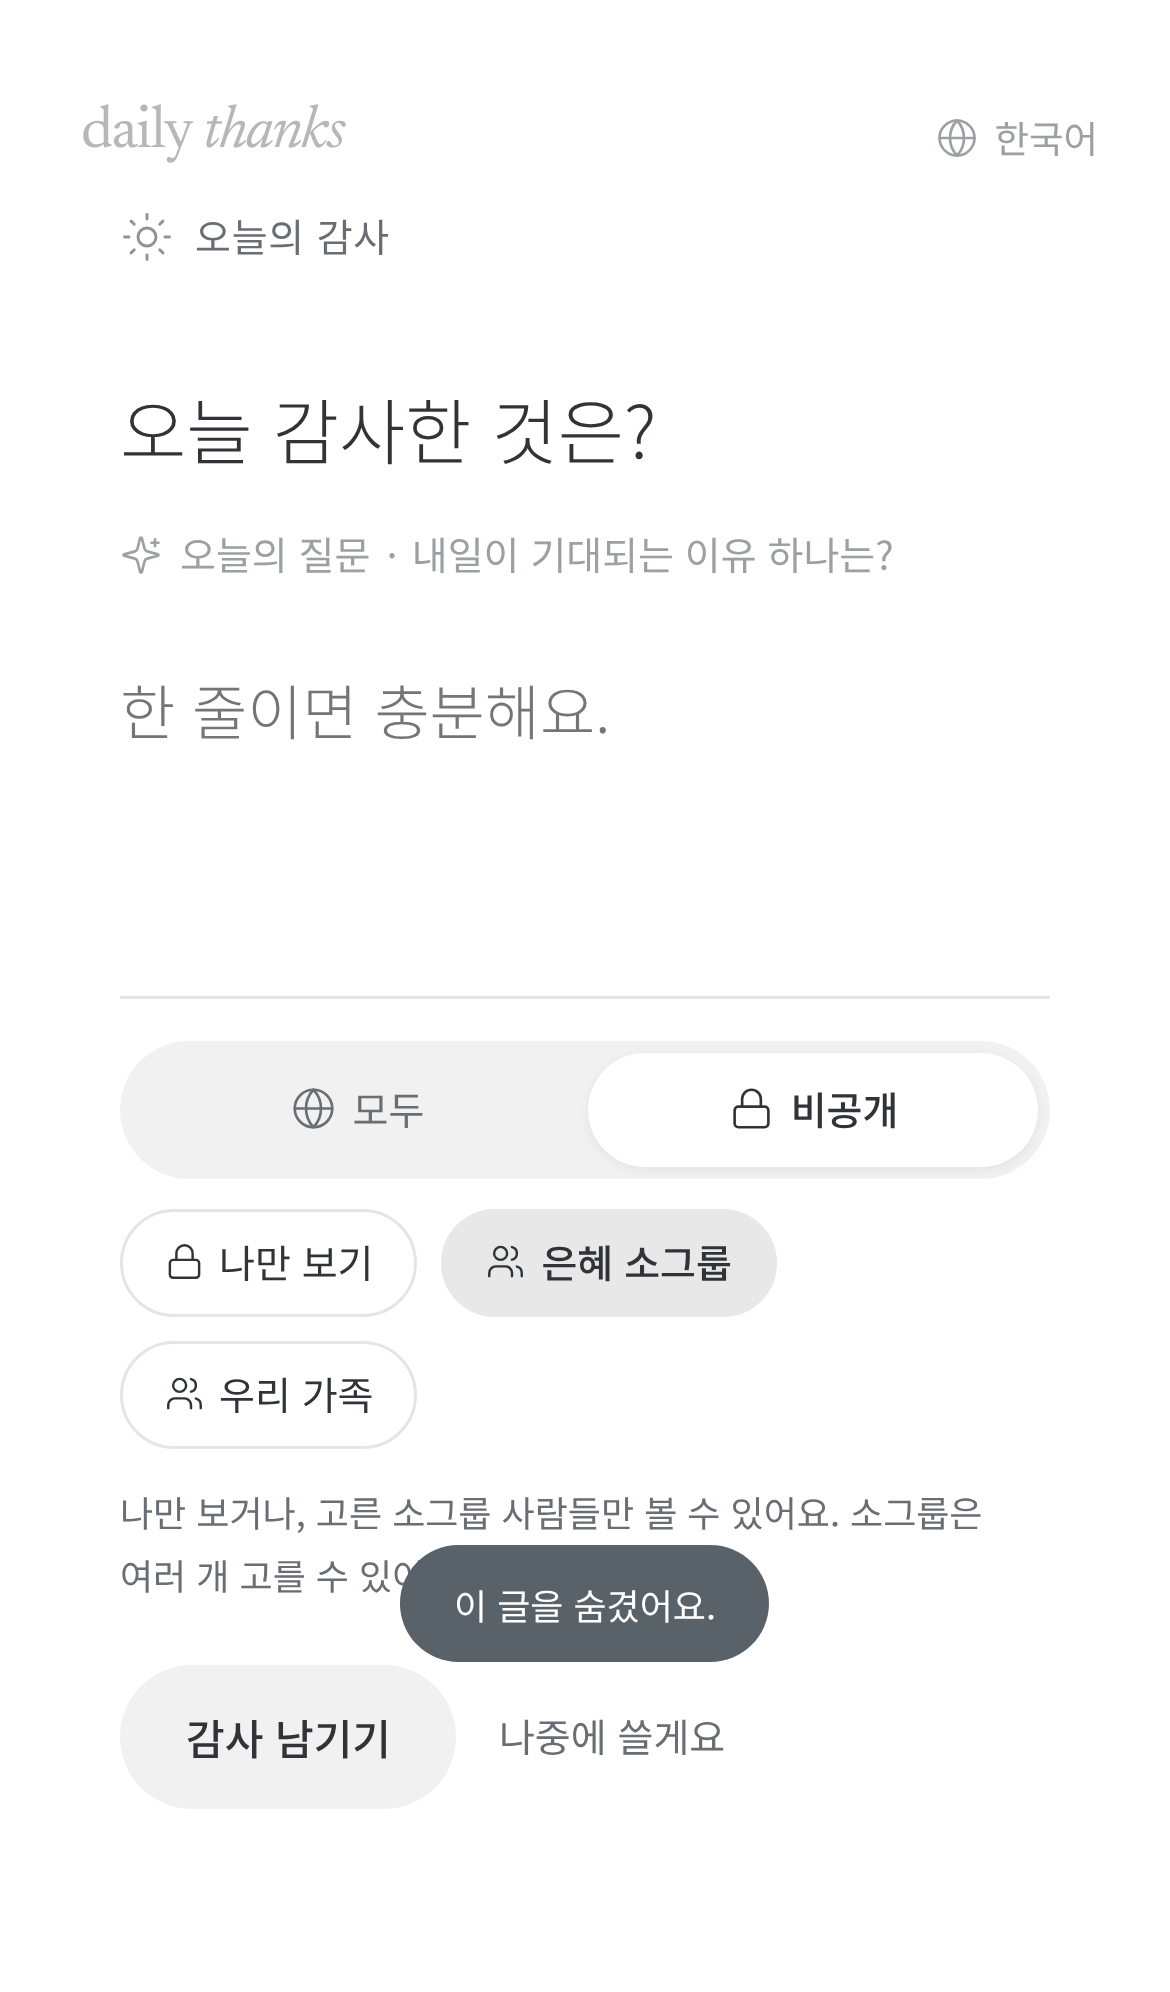 daily thanks
한국어
오늘의 감사
오늘 감사한 것은?
오늘의 질문 · 내일이 기대되는 이유 하나는?
한 줄이면 충분해요.
모두
비공개
나만 보기
은혜 소그룹
우리 가족
나만 보거나, 고른 소그룹 사람들만 볼 수 있어요. 소그룹은
여러 개 고를 수
이 글을 숨겼어요.
감사 남기기
나중에 쓸게요